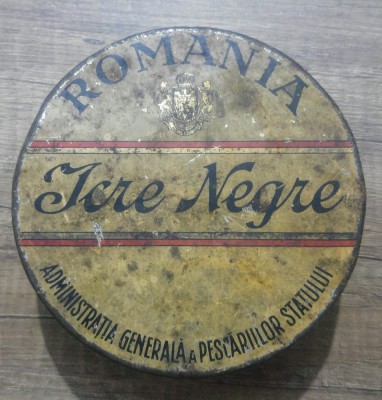 ROMANIA
Icre Negre
ADMINISTRAȚIA GENERALĂ A PESCĂRIILOR STATULUI